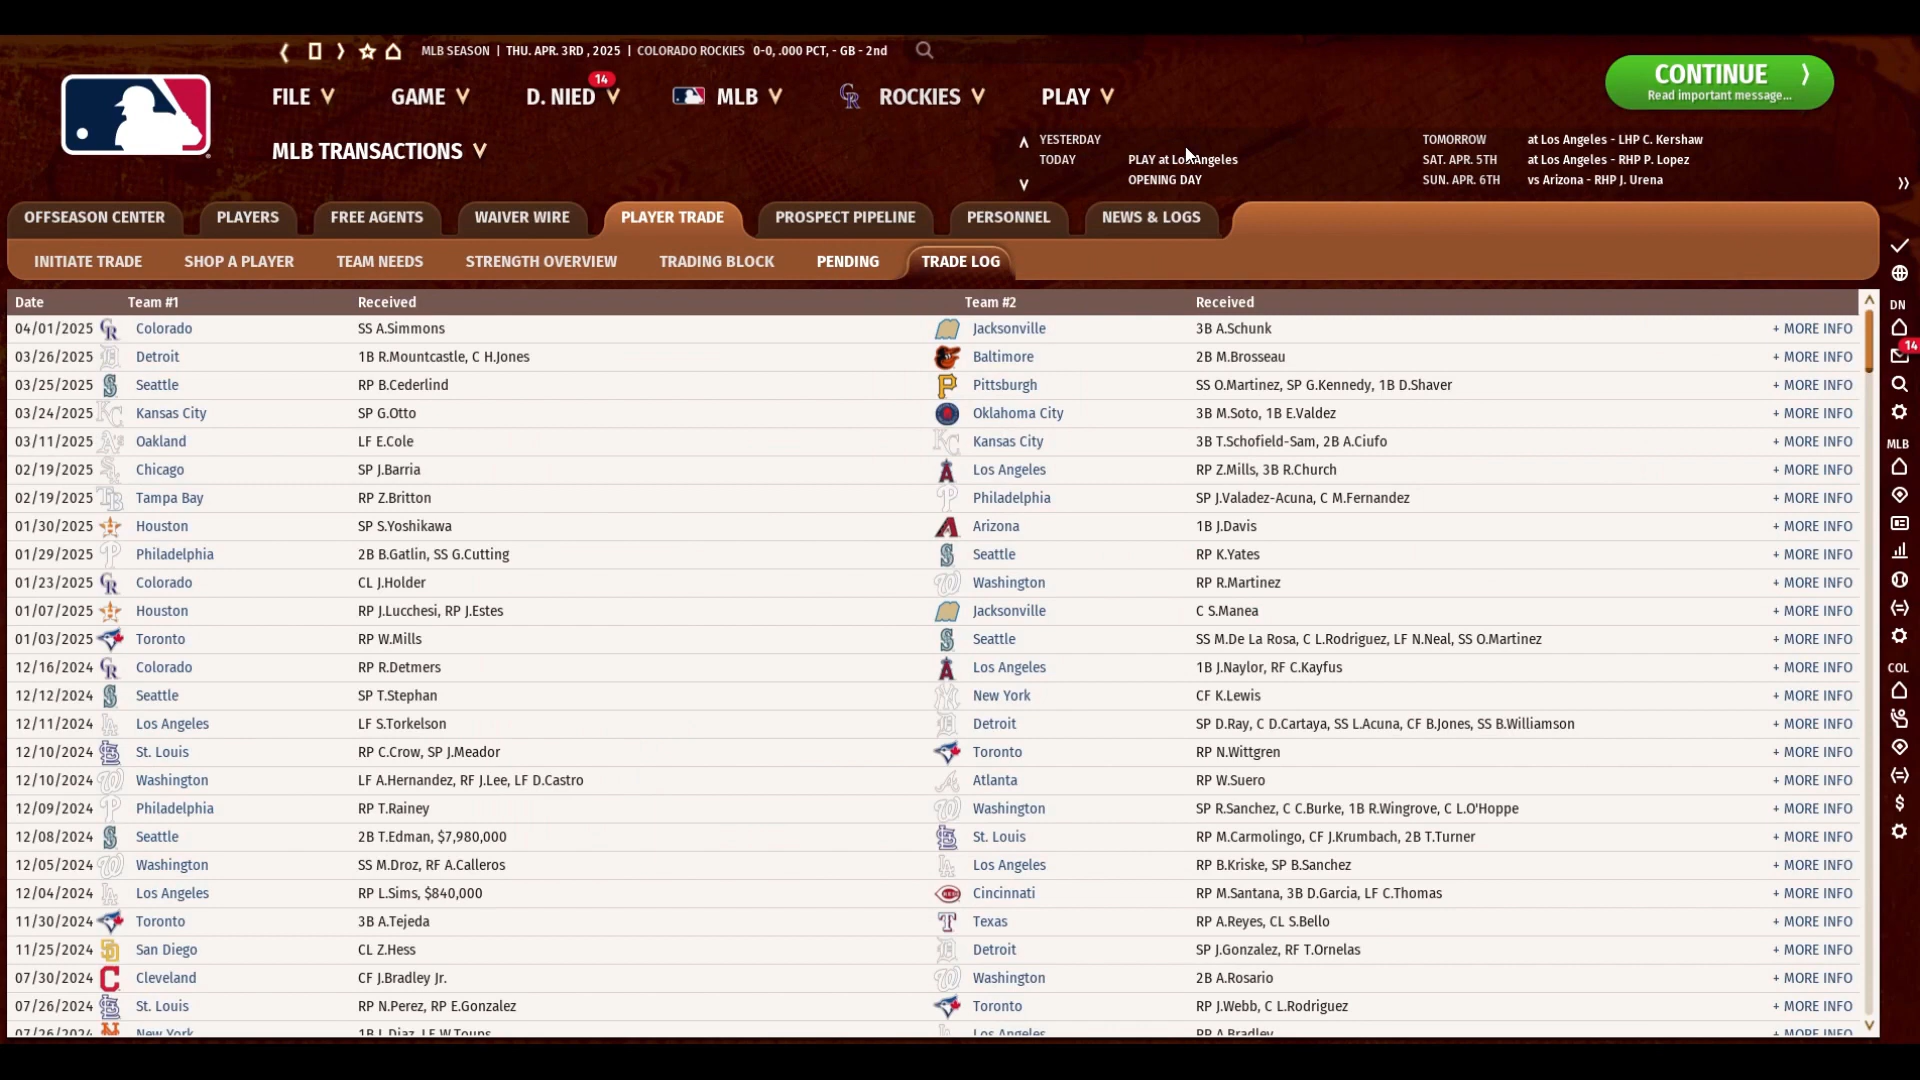 MLB SEASON | THU. APR. 3RD , 2025 | COLORADO ROCKIES 0-0, .000 PCT, - GB - 2nd
FILE GAME D. NIED 14 MLB ROCKIES PLAY
CONTINUE
Read important message...
MLB TRANSACTIONS
YESTERDAY
TODAY PLAY at Los Angeles
OPENING DAY
TOMORROW at Los Angeles - LHP C. Kershaw
SAT. APR. 5TH at Los Angeles - RHP P. Lopez
SUN. APR. 6TH vs Arizona - RHP J. Urena
OFFSEASON CENTER PLAYERS FREE AGENTS WAIVER WIRE PLAYER TRADE PROSPECT PIPELINE PERSONNEL NEWS & LOGS
INITIATE TRADE SHOP A PLAYER TEAM NEEDS STRENGTH OVERVIEW TRADING BLOCK PENDING TRADE LOG
Date Team #1 Received Team #2 Received
04/01/2025 Colorado SS A.Simmons Jacksonville 3B A.Schunk + MORE INFO
03/26/2025 Detroit 1B R.Mountcastle, C H.Jones Baltimore 2B M.Brosseau + MORE INFO
03/25/2025 Seattle RP B.Cederlind Pittsburgh SS O.Martinez, SP G.Kennedy, 1B D.Shaver + MORE INFO
03/24/2025 Kansas City SP G.Otto Oklahoma City 3B M.Soto, 1B E.Valdez + MORE INFO
03/11/2025 Oakland LF E.Cole Kansas City 3B T.Schofield-Sam, 2B A.Ciufo + MORE INFO
02/19/2025 Chicago SP J.Barria Los Angeles RP Z.Mills, 3B R.Church + MORE INFO
02/19/2025 Tampa Bay RP Z.Britton Philadelphia SP J.Valadez-Acuna, C M.Fernandez + MORE INFO
01/30/2025 Houston SP S.Yoshikawa Arizona 1B J.Davis + MORE INFO
01/29/2025 Philadelphia 2B B.Gatlin, SS G.Cutting Seattle RP K.Yates + MORE INFO
01/23/2025 Colorado CL J.Holder Washington RP R.Martinez + MORE INFO
01/07/2025 Houston RP J.Lucchesi, RP J.Estes Jacksonville C S.Manea + MORE INFO
01/03/2025 Toronto RP W.Mills Seattle SS M.De La Rosa, C L.Rodriguez, LF N.Neal, SS O.Martinez + MORE INFO
12/16/2024 Colorado RP R.Detmers Los Angeles 1B J.Naylor, RF C.Kayfus + MORE INFO
12/12/2024 Seattle SP T.Stephan New York CF K.Lewis + MORE INFO
12/11/2024 Los Angeles LF S.Torkelson Detroit SP D.Ray, C D.Cartaya, SS L.Acuna, CF B.Jones, SS B.Williamson + MORE INFO
12/10/2024 St. Louis RP C.Crow, SP J.Meador Toronto RP N.Wittgren + MORE INFO
12/10/2024 Washington LF A.Hernandez, RF J.Lee, LF D.Castro Atlanta RP W.Suero + MORE INFO
12/09/2024 Philadelphia RP T.Rainey Washington SP R.Sanchez, C C.Burke, 1B R.Wingrove, C L.O'Hoppe + MORE INFO
12/08/2024 Seattle 2B T.Edman, $7,980,000 St. Louis RP M.Carmolingo, CF J.Krumbach, 2B T.Turner + MORE INFO
12/05/2024 Washington SS M.Droz, RF A.Calleros Los Angeles RP B.Kriske, SP B.Sanchez + MORE INFO
12/04/2024 Los Angeles RP L.Sims, $840,000 Cincinnati RP M.Santana, 3B D.Garcia, LF C.Thomas + MORE INFO
11/30/2024 Toronto 3B A.Tejeda Texas RP A.Reyes, CL S.Bello + MORE INFO
11/25/2024 San Diego CL Z.Hess Detroit SP J.Gonzalez, RF T.Ornelas + MORE INFO
07/30/2024 Cleveland CF J.Bradley Jr. Washington 2B A.Rosario + MORE INFO
07/26/2024 St. Louis RP N.Perez, RP E.Gonzalez Toronto RP J.Webb, C L.Rodriguez + MORE INFO
07/26/2024 New York 1B L.Diaz, LF W.Toups Los Angeles RP A.Bradley + MORE INFO
DN
14
MLB
COL